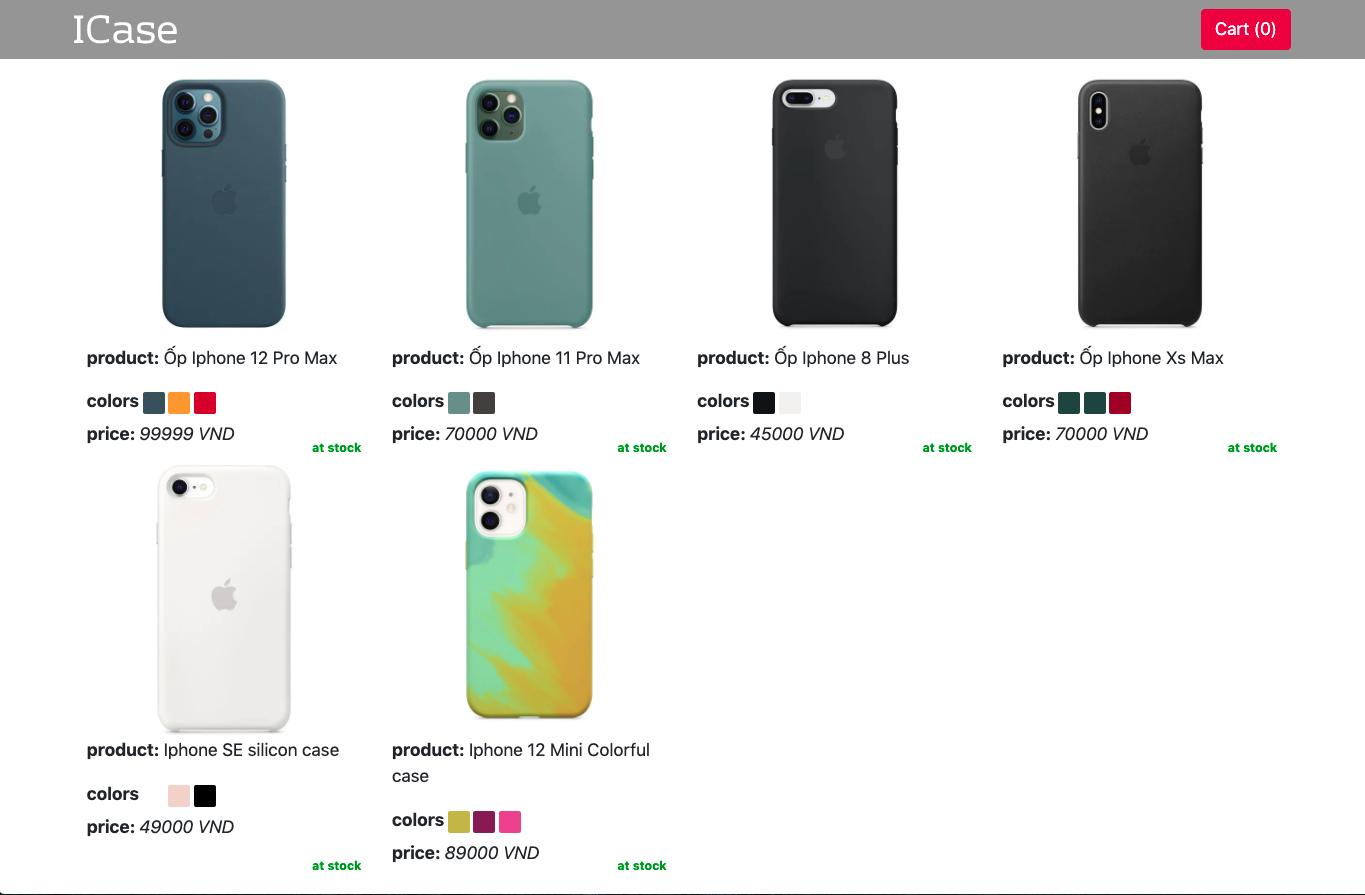 ICase
Cart (0)
product: Ốp Iphone 12 Pro Max
colors
price: 99999 VND
at stock
product: Ốp Iphone 11 Pro Max
colors
price: 70000 VND
at stock
product: Ốp Iphone 8 Plus
colors
price: 45000 VND
at stock
product: Ốp Iphone Xs Max
colors
price: 70000 VND
at stock
product: Iphone SE silicon case
colors
price: 49000 VND
at stock
product: Iphone 12 Mini Colorful
case
colors
price: 89000 VND
at stock